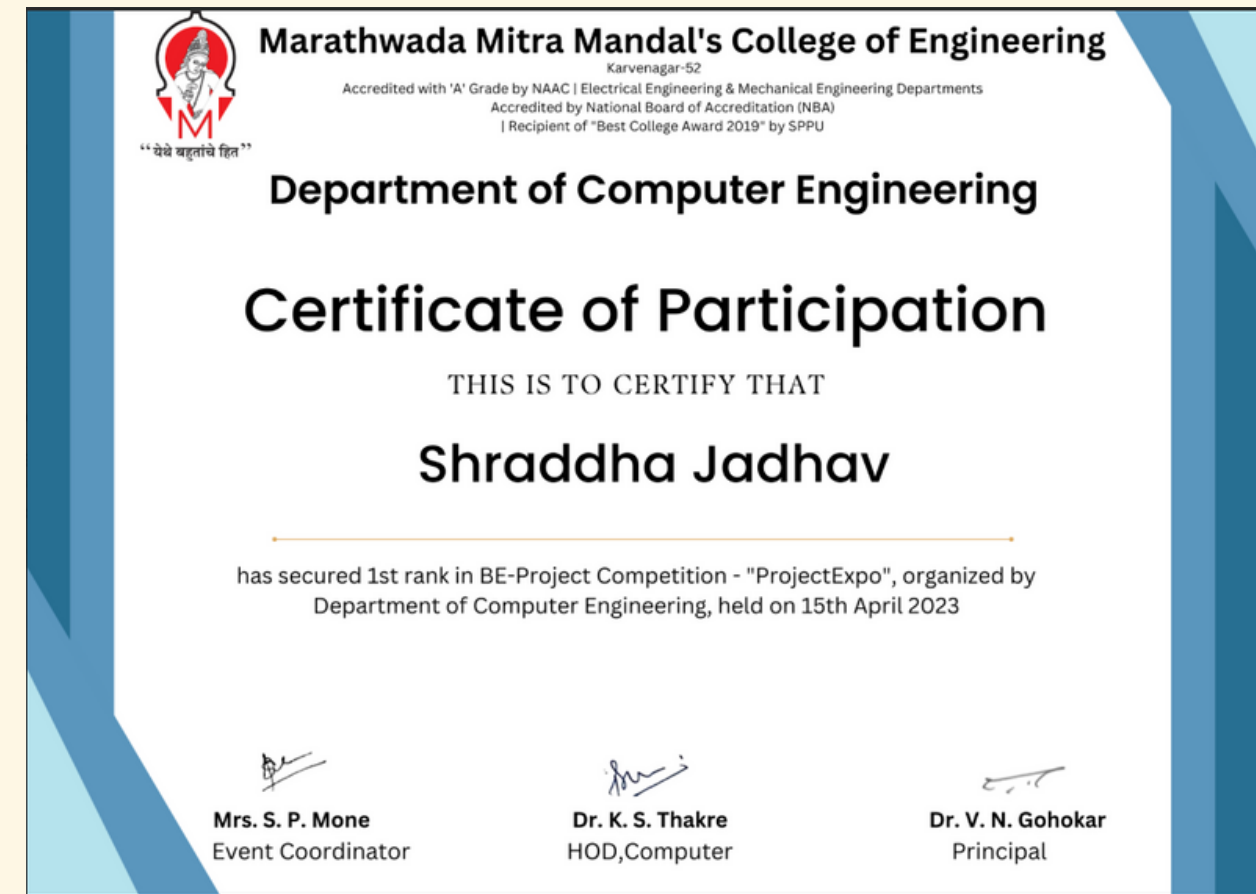 Marathwada Mitra Mandal's College of Engineering
Karvenagar-52
Accredited with 'A' Grade by NAAC | Electrical Engineering & Mechanical Engineering Departments
Accredited by National Board of Accreditation (NBA)
| Recipient of "Best College Award 2019" by SPPU
M
“येथे बहुतांचे हित”
Department of Computer Engineering
Certificate of Participation
THIS IS TO CERTIFY THAT
Shraddha Jadhav
has secured 1st rank in BE-Project Competition - "ProjectExpo", organized by
Department of Computer Engineering, held on 15th April 2023
Mrs. S. P. Mone
Event Coordinator
Dr. K. S. Thakre
HOD,Computer
Dr. V. N. Gohokar
Principal